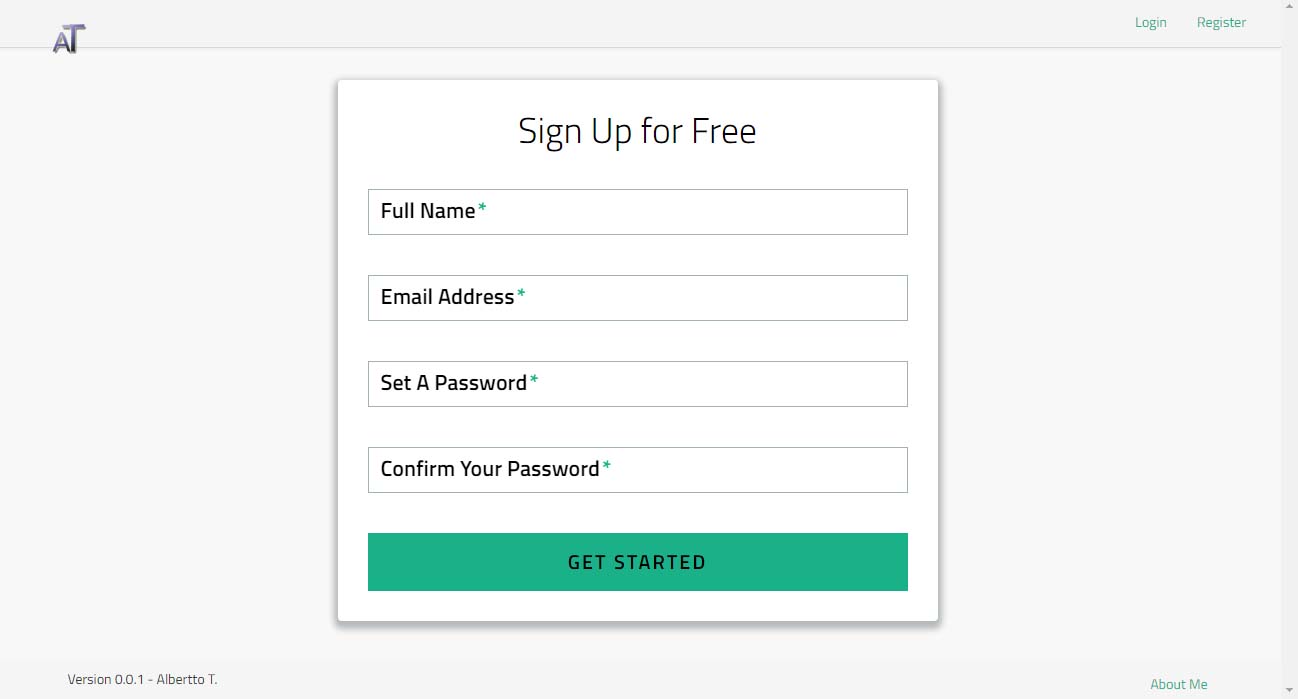 AT
Login
Register
Sign Up for Free
Full Name*
Email Address*
Set A Password*
Confirm Your Password*
GET STARTED
Version 0.0.1 - Albertto T.
About Me